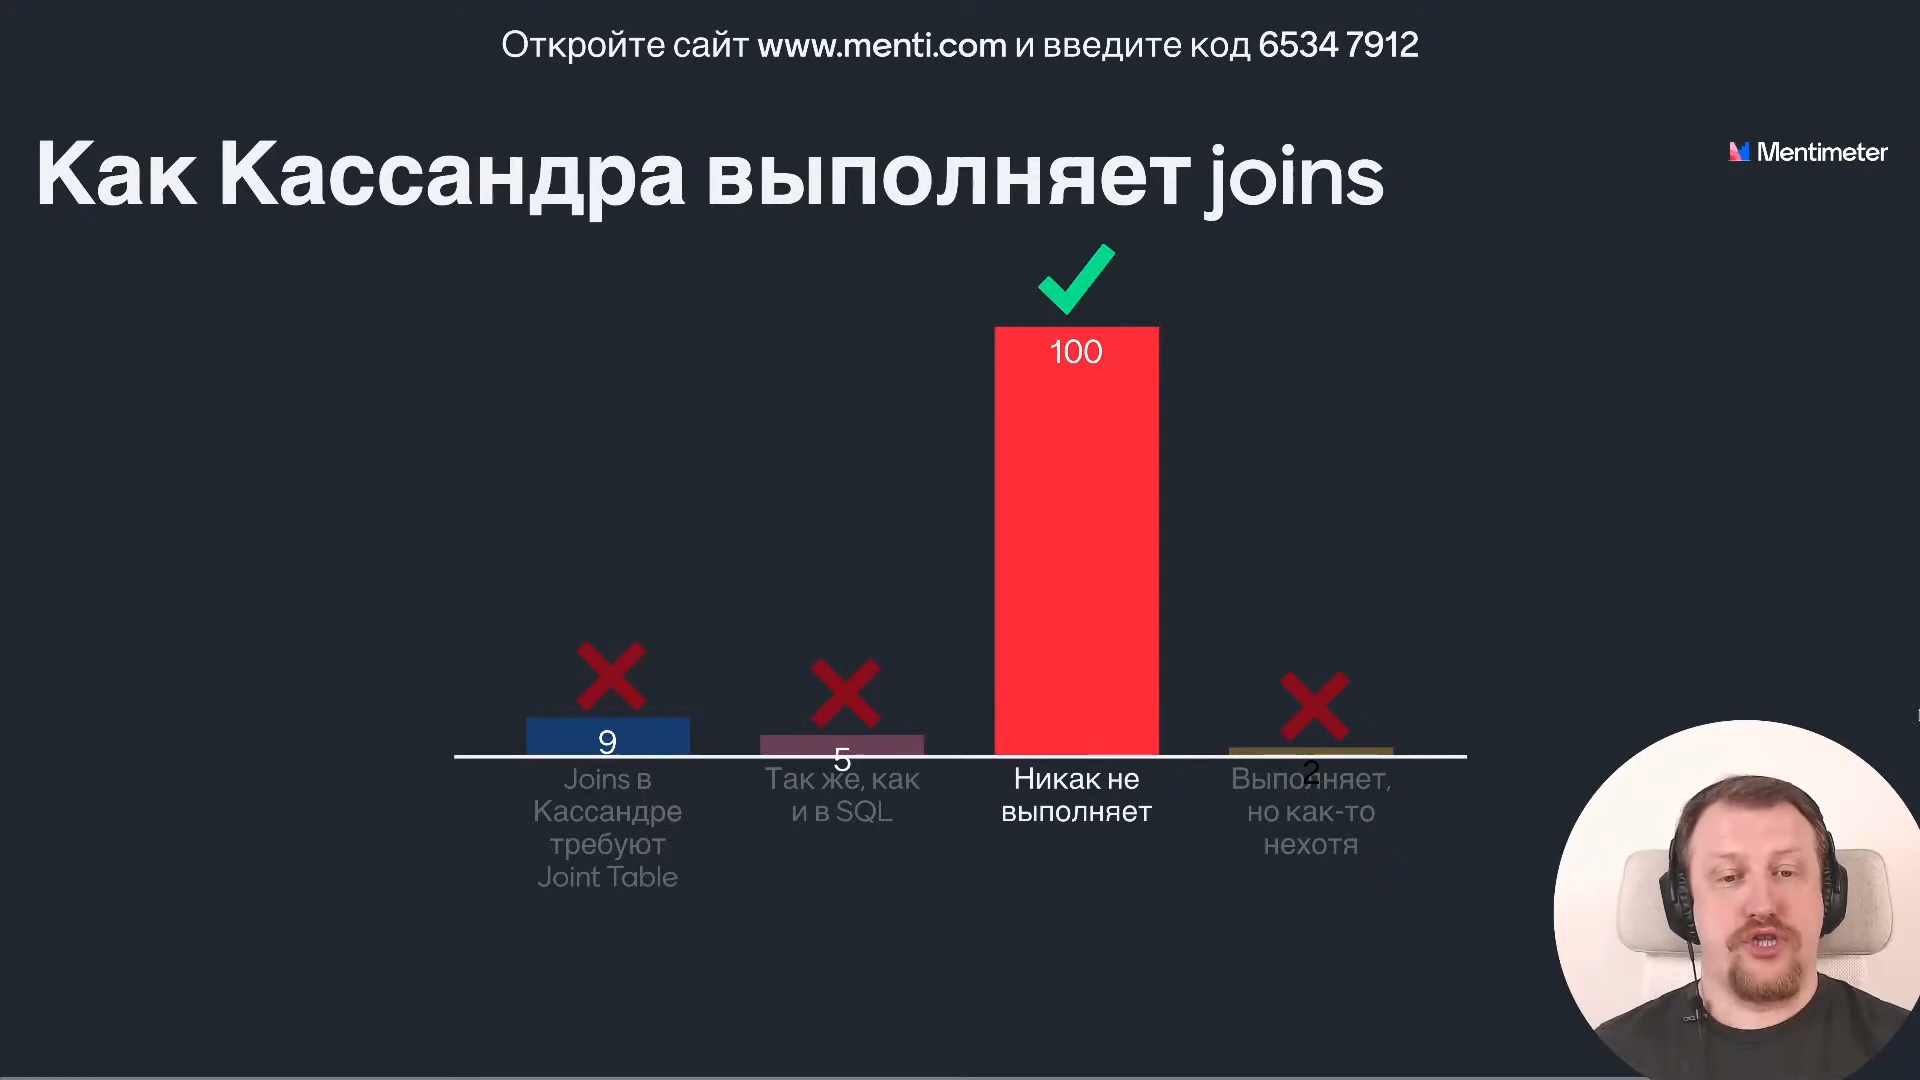 Откройте сайт www.menti.com и введите код 6534 7912
Как Кассандра выполняет joins
Mentimeter
100
9
5
2
Joins в
Кассандре
требуют
Joint Table
Так же, как
и в SQL
Никак не
выполняет
Выполняет,
но как-то
нехотя